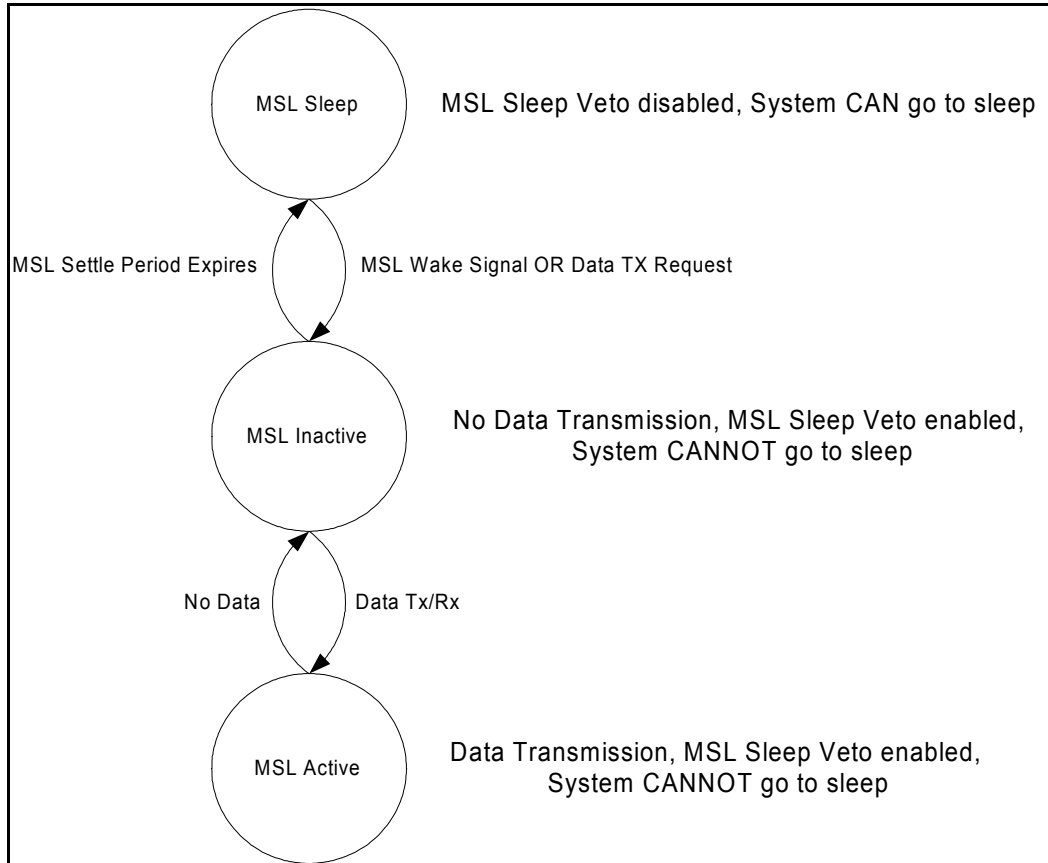 MSL Sleep
MSL Sleep Veto disabled, System CAN go to sleep
MSL Settle Period Expires
MSL Wake Signal OR Data TX Request
MSL Inactive
No Data Transmission, MSL Sleep Veto enabled,
System CANNOT go to sleep
No Data
Data Tx/Rx
MSL Active
Data Transmission, MSL Sleep Veto enabled,
System CANNOT go to sleep